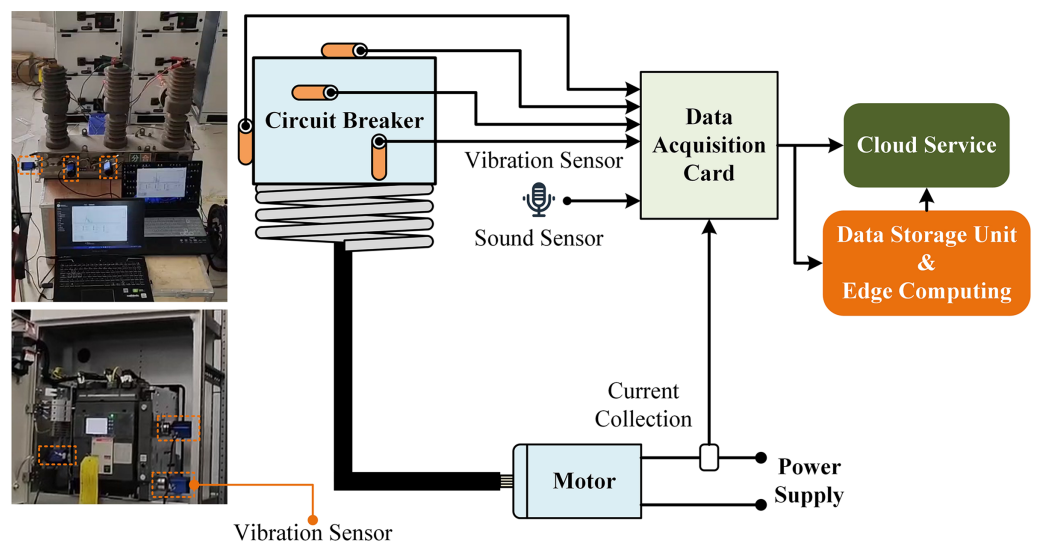 Circuit Breaker
Vibration Sensor
Sound Sensor
Data
Acquisition
Card
Cloud Service
Data Storage Unit
&
Edge Computing
Current
Collection
Motor
Power
Supply
Vibration Sensor